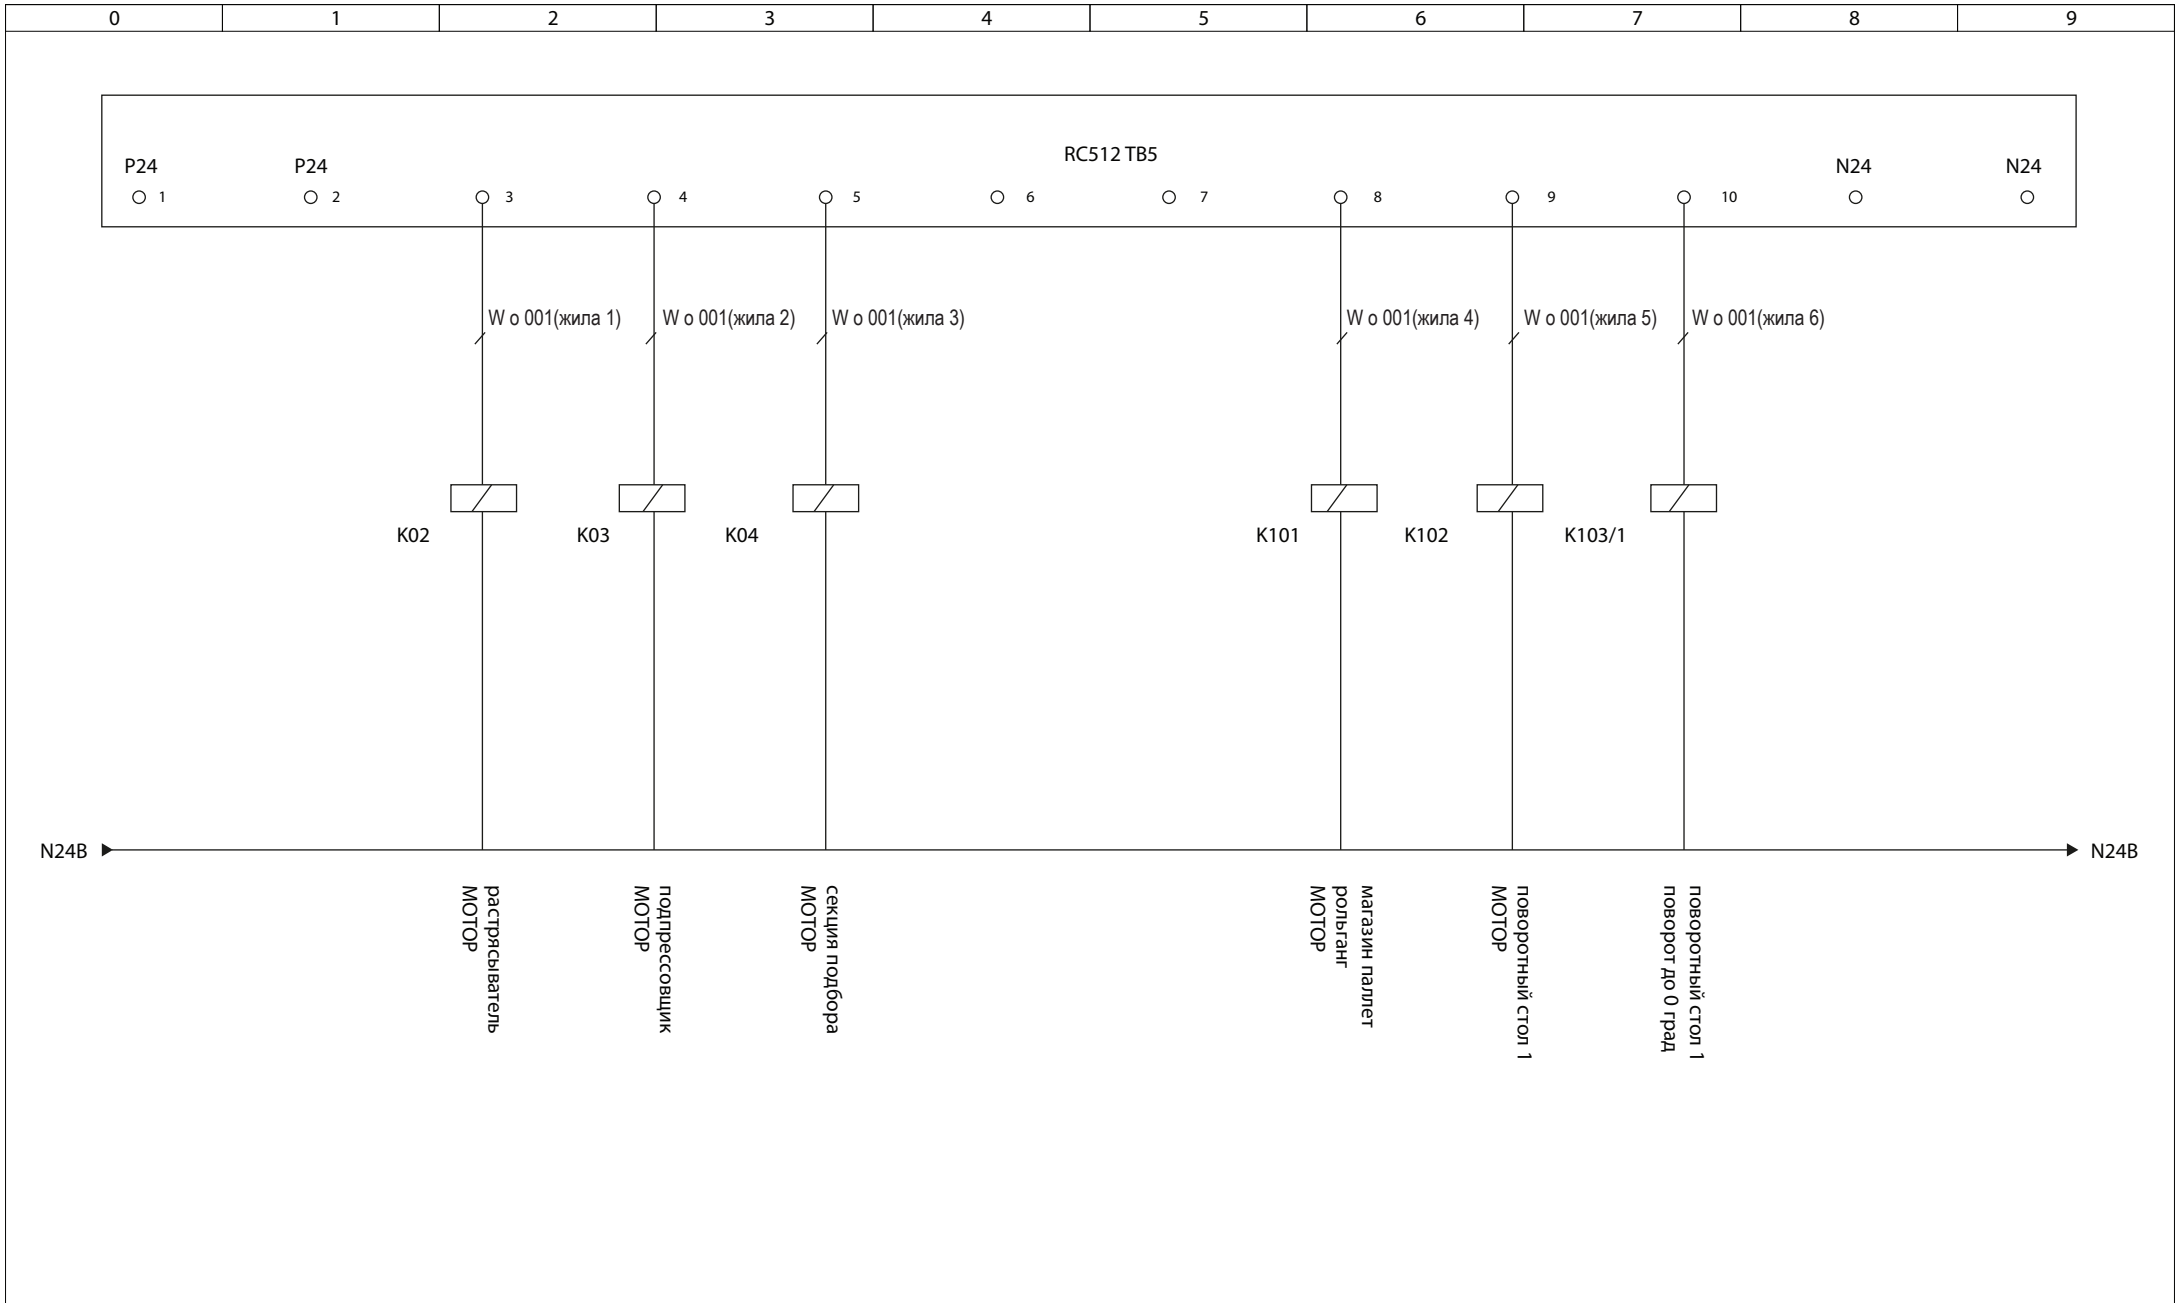 0 1 2 3 4 5 6 7 8 9
RC512 TB5
P24 P24 N24 N24
1 2 3 4 5 6 7 8 9 10
W o 001(жила 1) W o 001(жила 2) W o 001(жила 3) W o 001(жила 4) W o 001(жила 5) W o 001(жила 6)
K02 K03 K04 K101 K102 K103/1
N24B N24B
растрясыватель
МОТОР
подпрессовщик
МОТОР
секция подбора
МОТОР
магазин паллет
рольганг
МОТОР
поворотный стол 1
МОТОР
поворотный стол 1
поворот до 0 град